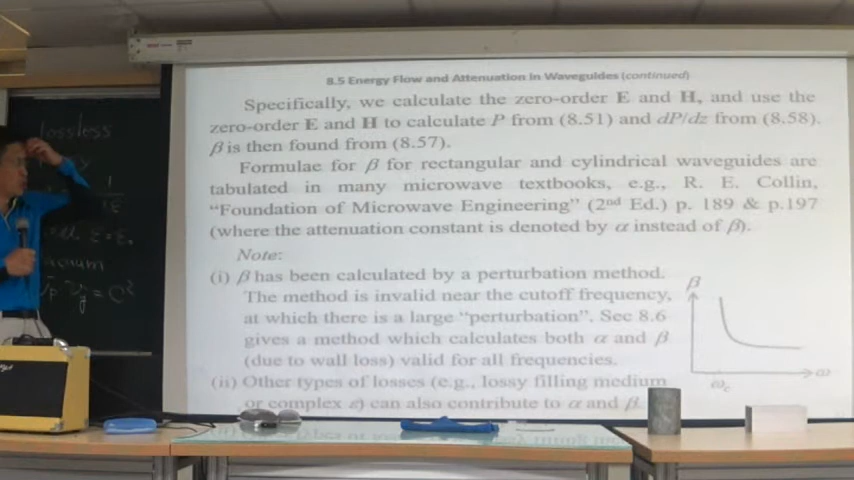 8.5 Energy Flow and Attenuation in Waveguides (continued)
Specifically, we calculate the zero-order E and H, and use the
zero-order E and H to calculate P from (8.51) and dP/dz from (8.58).
β is then found from (8.57).
Formulae for β for rectangular and cylindrical waveguides are
tabulated in many microwave textbooks, e.g., R. E. Collin,
"Foundation of Microwave Engineering" (2nd Ed.) p. 189 & p.197
(where the attenuation constant is denoted by α instead of β).
Note:
(i) β has been calculated by a perturbation method.
The method is invalid near the cutoff frequency,
at which there is a large "perturbation". Sec 8.6
gives a method which calculates both α and β
(due to wall loss) valid for all frequencies.
(ii) Other types of losses (e.g., lossy filling medium
or complex ε) can also contribute to α and β
β
ω
ωc
lossless